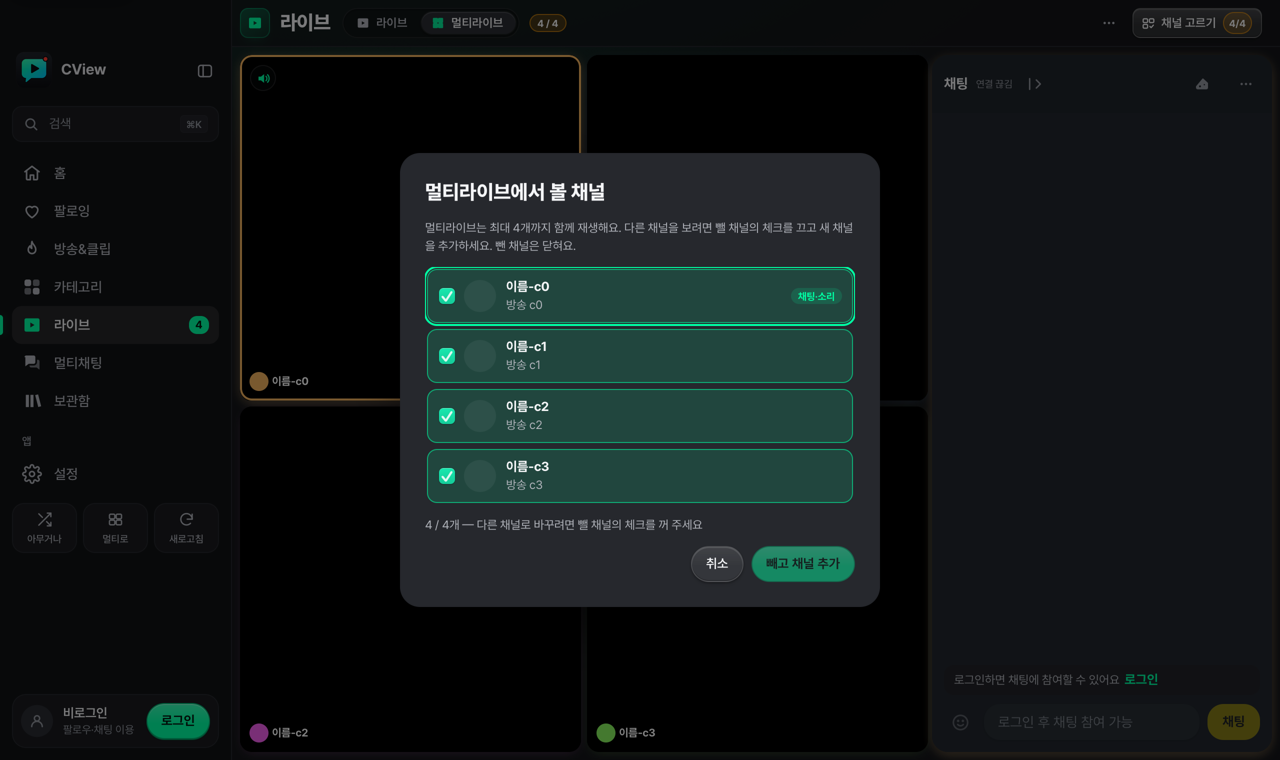 CView
검색
⌘K
홈
팔로잉
방송&클립
카테고리
라이브
4
멀티채팅
보관함
앱
설정
아무거나
멀티로
새로고침
비로그인
팔로우·채팅 이용
로그인
라이브
라이브
멀티라이브
4 / 4
채널 고르기
4/4
이름-c0
이름-c2
이름-c3
멀티라이브에서 볼 채널
멀티라이브는 최대 4개까지 함께 재생해요. 다른 채널을 보려면 뺄 채널의 체크를 끄고 새 채널
을 추가하세요. 뺀 채널은 닫혀요.
이름-c0
방송 c0
채팅·소리
이름-c1
방송 c1
이름-c2
방송 c2
이름-c3
방송 c3
4 / 4개 — 다른 채널로 바꾸려면 뺄 채널의 체크를 꺼 주세요
취소
빼고 채널 추가
채팅
연결 끊김
로그인하면 채팅에 참여할 수 있어요 로그인
로그인 후 채팅 참여 가능
채팅